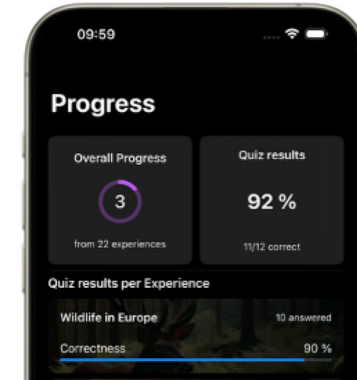 09:59
Progress
Overall Progress
3
from 22 experiences
Quiz results
92 %
11/12 correct
Quiz results per Experience
Wildlife in Europe
10 answered
Correctness
90 %